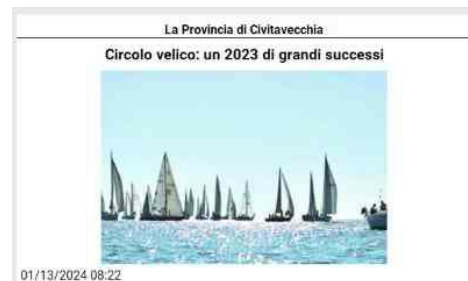 La Provincia di Civitavecchia
Circolo velico: un 2023 di grandi successi
01/13/2024 08:22